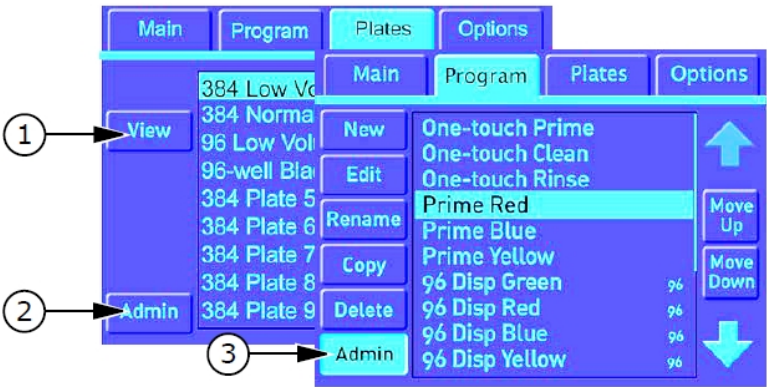 Main Program Plates Options
384 Low Vo
384 Norma
96 Low Vol
96-well Bla
384 Plate 5
384 Plate 6
384 Plate 7
384 Plate 8
384 Plate 9
1
View
2
Admin
Main Program Plates Options
New
Edit
Rename
Copy
Delete
3
Admin
One-touch Prime
One-touch Clean
One-touch Rinse
Prime Red
Prime Blue
Prime Yellow
96 Disp Green 96
96 Disp Red 96
96 Disp Blue 96
96 Disp Yellow 96
Move
Up
Move
Down